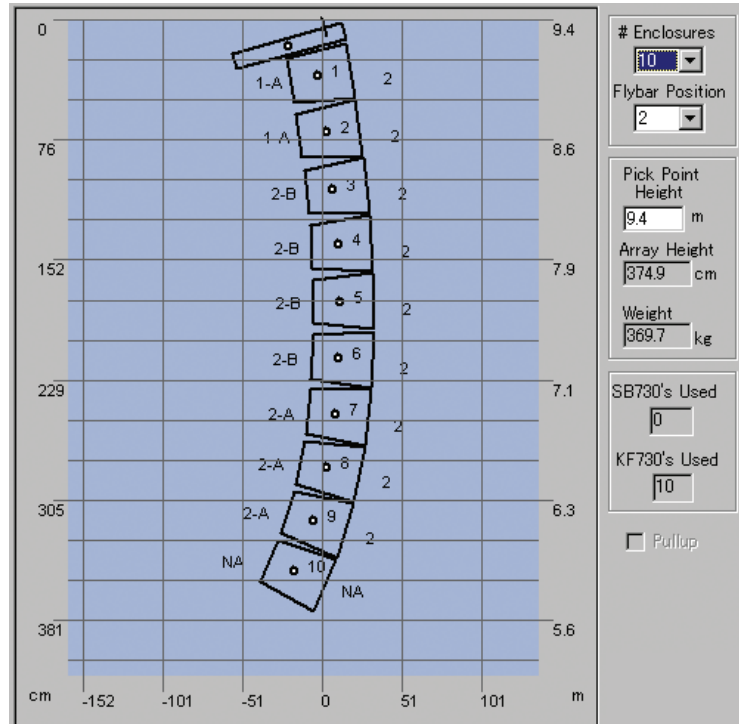 0
9.4
# Enclosures
10
Flybar Position
2
1-A 1 2
1-A 2 2
76
8.6
2-B 3 2
Pick Point
Height
9.4 m
2-B 4 2
Array Height
152
7.9
374.9 cm
2-B 5 2
Weight
369.7 kg
2-B 6 2
229
7.1
SB730's Used
0
2-A 7 2
KF730's Used
10
2-A 8 2
305
6.3
2-A 9 2
Pullup
NA 10 NA
381
5.6
cm -152 -101 -51 0 51 101 m